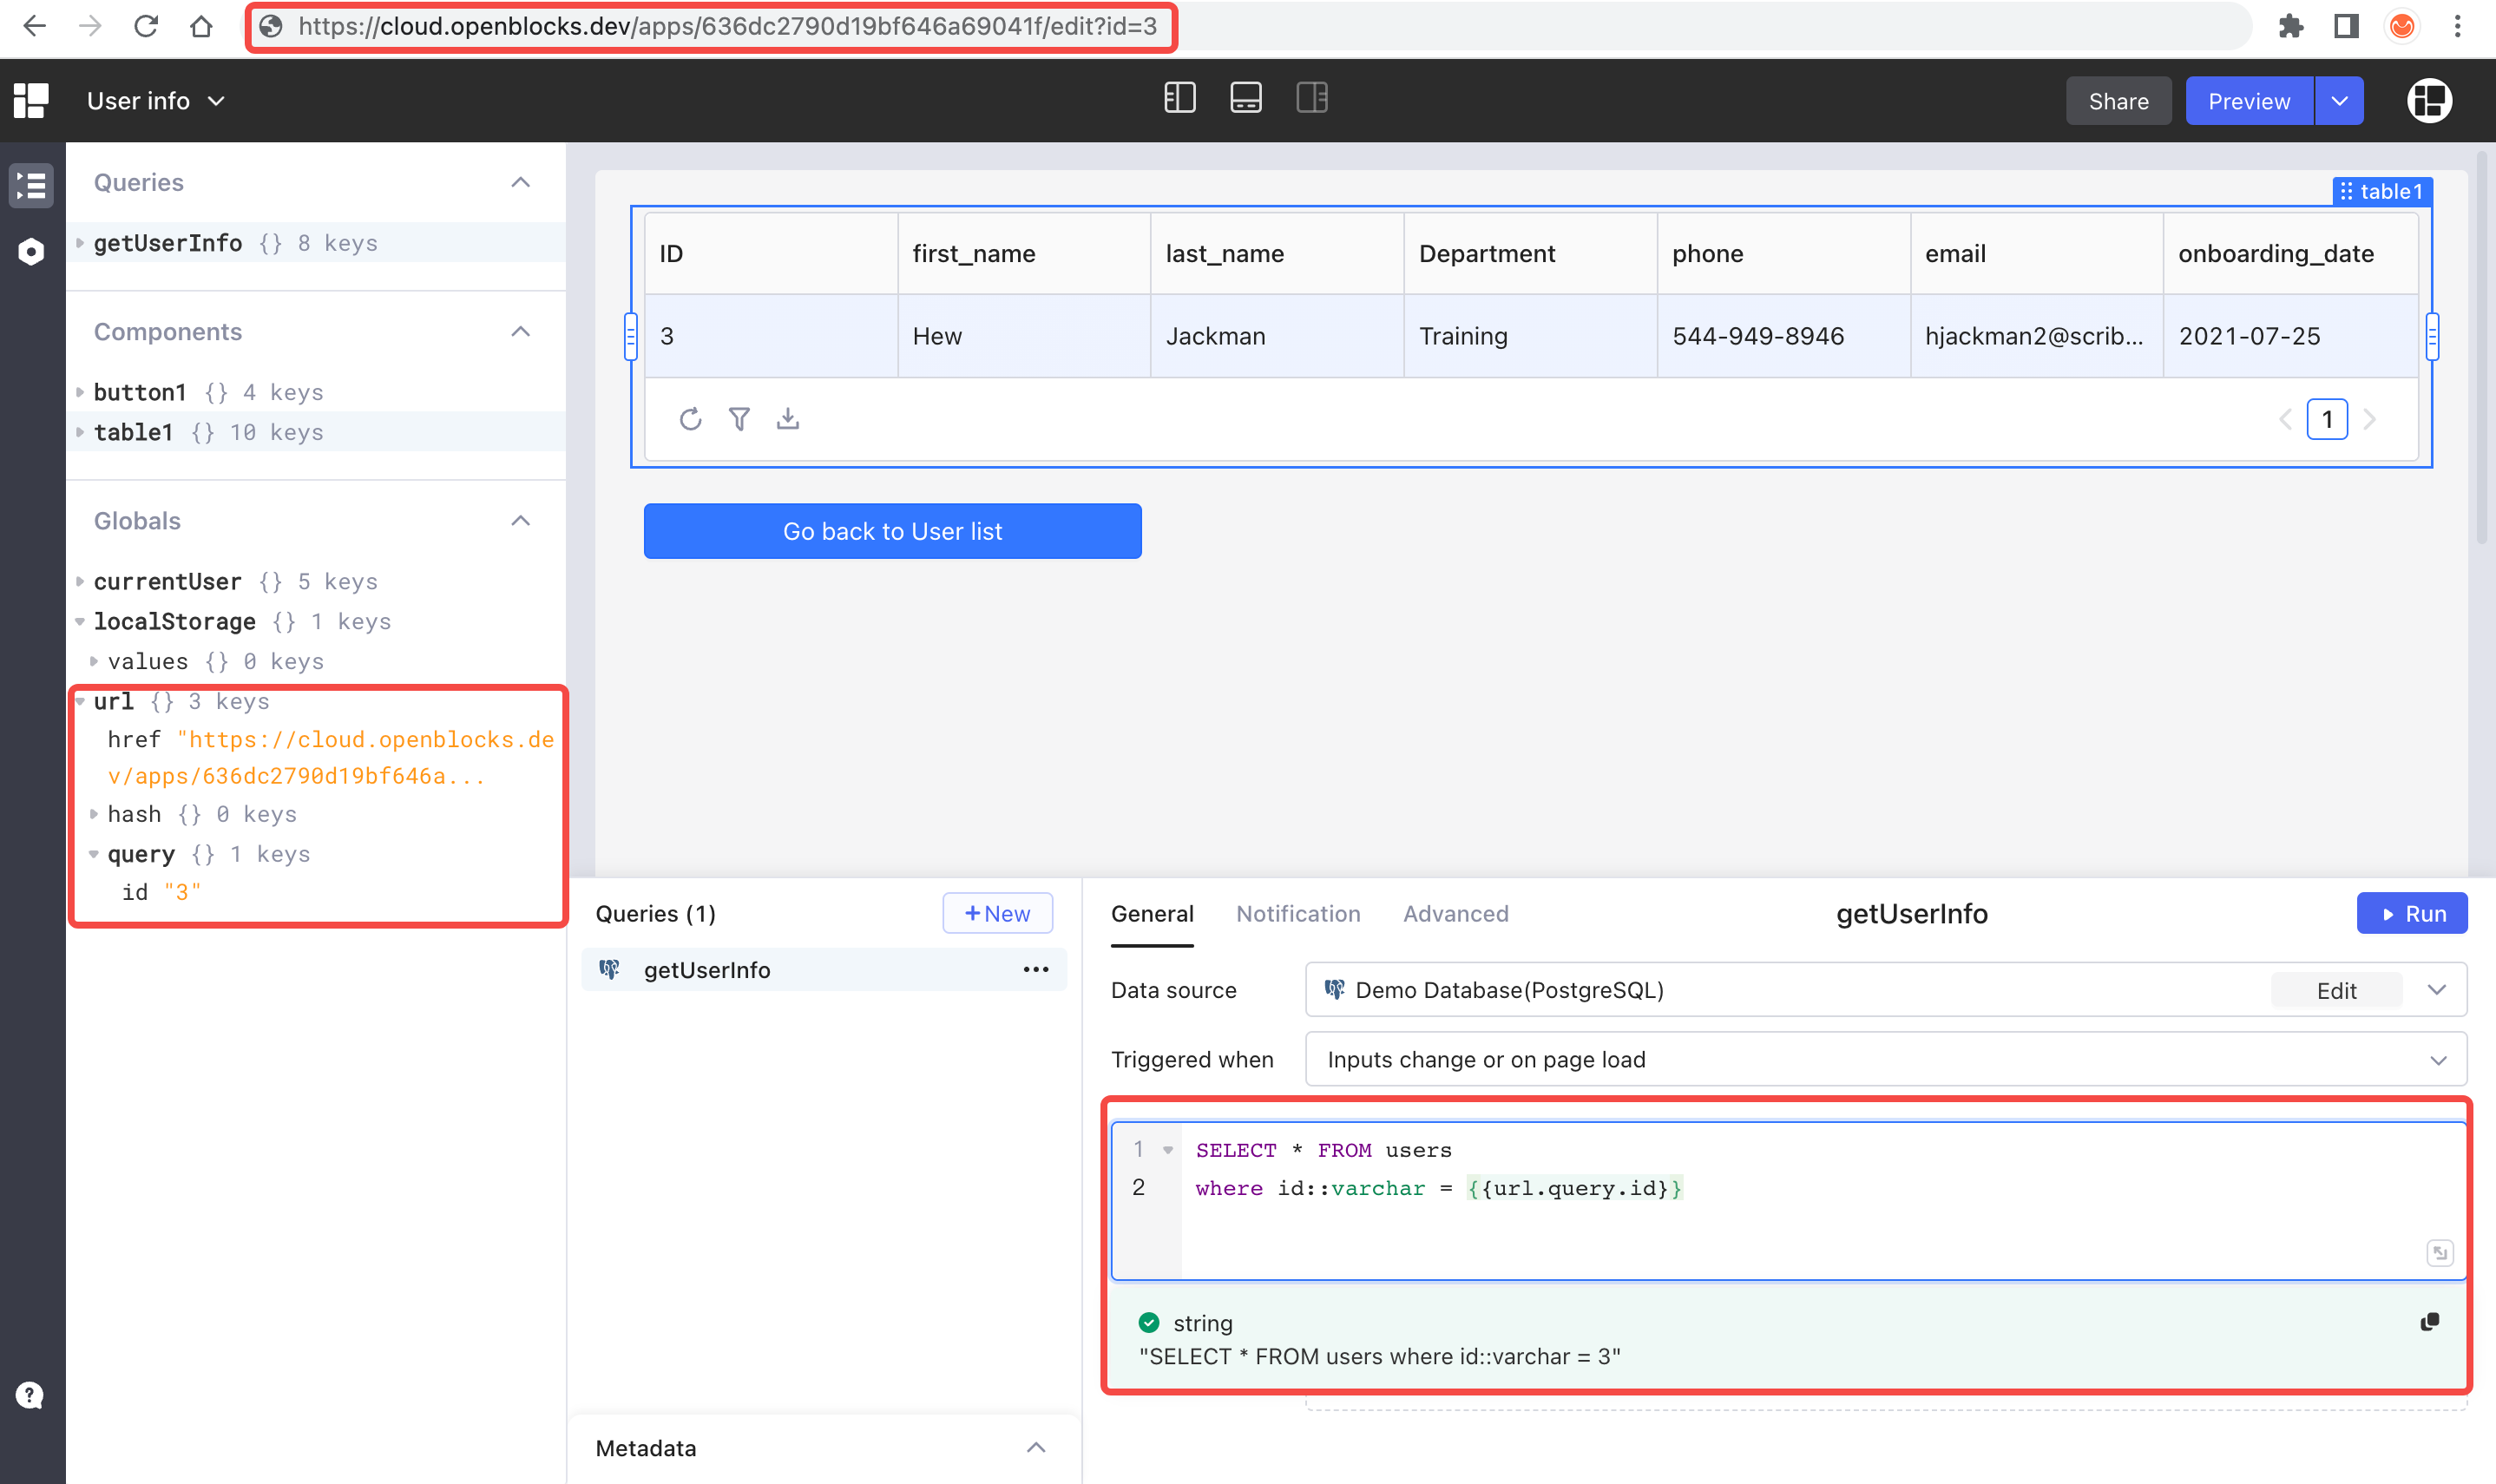 https://cloud.openblocks.dev/apps/636dc2790d19bf646a69041f/edit?id=3
User info
Share
Preview
Queries
getUserInfo {} 8 keys
Components
button1 {} 4 keys
table1 {} 10 keys
Globals
currentUser {} 5 keys
localStorage {} 1 keys
values {} 0 keys
url {} 3 keys
href "https://cloud.openblocks.de
v/apps/636dc2790d19bf646a...
hash {} 0 keys
query {} 1 keys
id "3"
table1
ID first_name last_name Department phone email onboarding_date
3 Hew Jackman Training 544-949-8946 hjackman2@scrib... 2021-07-25
1
Go back to User list
Queries (1)
+ New
getUserInfo
Metadata
General Notification Advanced
getUserInfo
Run
Data source
Demo Database(PostgreSQL)
Edit
Triggered when
Inputs change or on page load
1 SELECT * FROM users
2 where id::varchar = {{url.query.id}}
string
"SELECT * FROM users where id::varchar = 3"